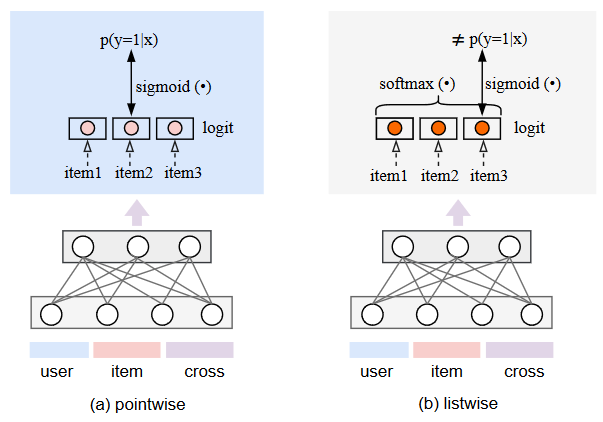 p(y=1|x)
sigmoid (•)
logit
item1 item2 item3
user item cross
(a) pointwise
≠ p(y=1|x)
softmax (•) sigmoid (•)
logit
item1 item2 item3
user item cross
(b) listwise